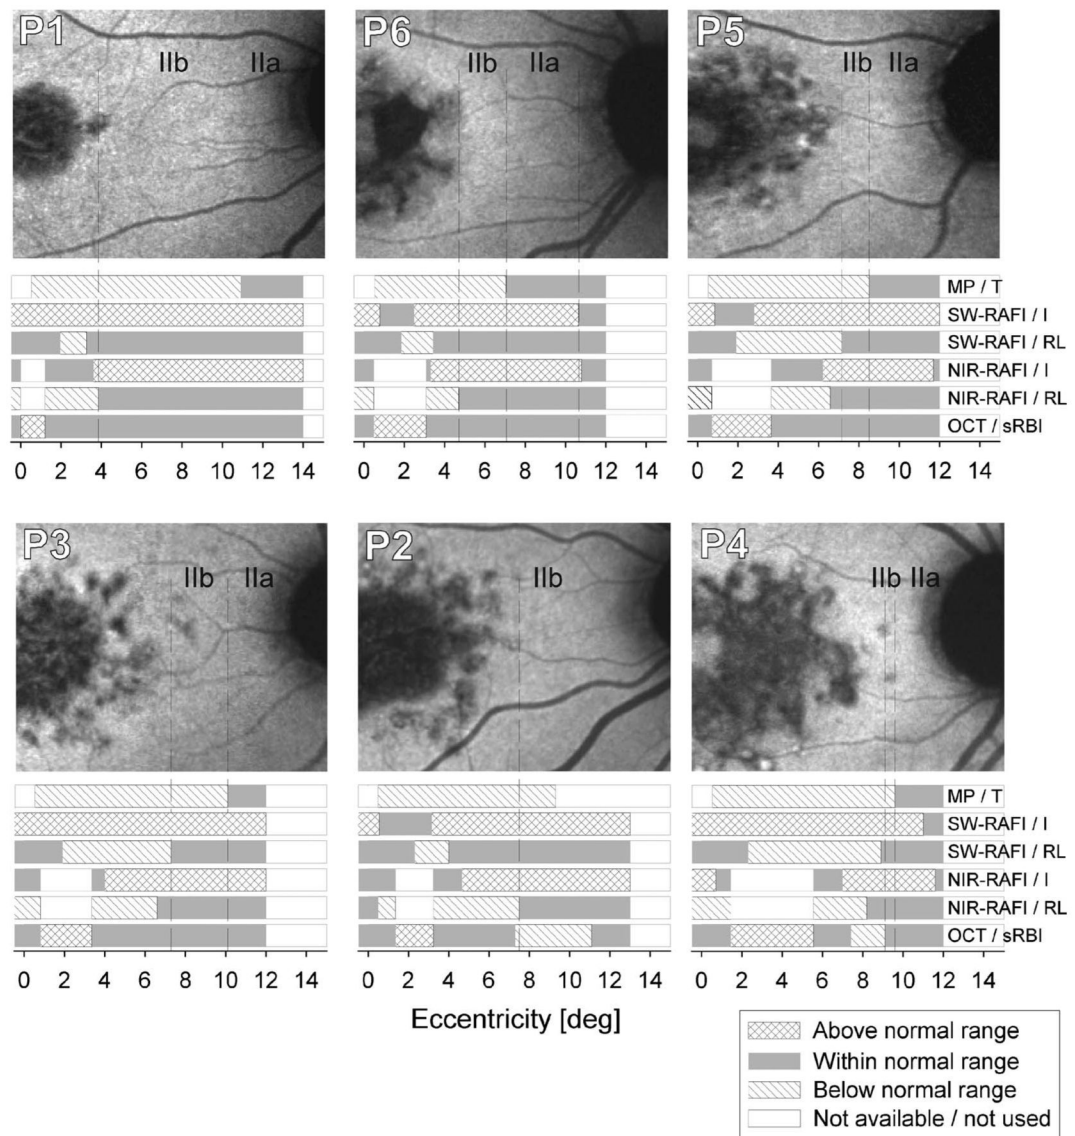 P1 P6 P5
IIb IIa IIb IIa IIb IIa
MP / T
SW-RAFI / I
SW-RAFI / RL
NIR-RAFI / I
NIR-RAFI / RL
OCT / sRBI
0 2 4 6 8 10 12 14 0 2 4 6 8 10 12 14 0 2 4 6 8 10 12 14
P3 P2 P4
IIb IIa IIb IIb IIa
MP / T
SW-RAFI / I
SW-RAFI / RL
NIR-RAFI / I
NIR-RAFI / RL
OCT / sRBI
0 2 4 6 8 10 12 14 0 2 4 6 8 10 12 14 0 2 4 6 8 10 12 14
Eccentricity [deg]
Above normal range
Within normal range
Below normal range
Not available / not used